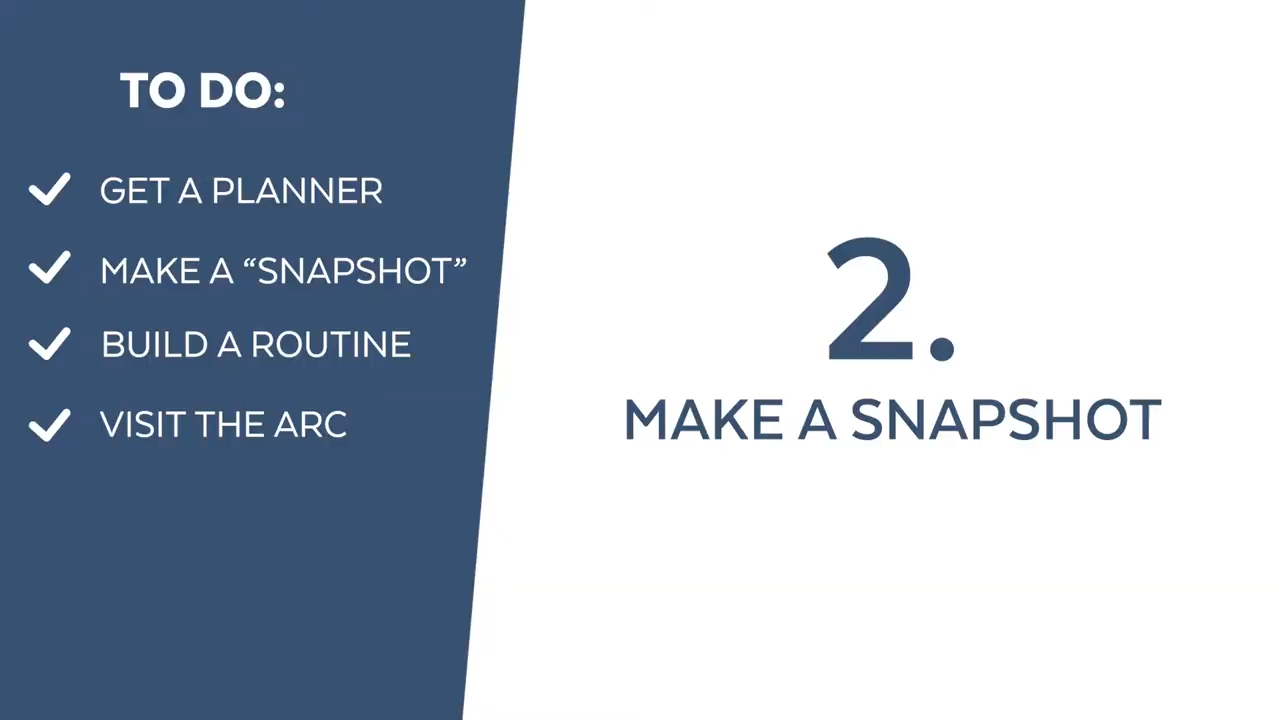 TO DO:
GET A PLANNER
MAKE A “SNAPSHOT”
BUILD A ROUTINE
VISIT THE ARC
2.
MAKE A SNAPSHOT